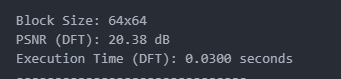 Block Size: 64x64
PSNR (DFT): 20.38 dB
Execution Time (DFT): 0.0300 seconds
------------------------------